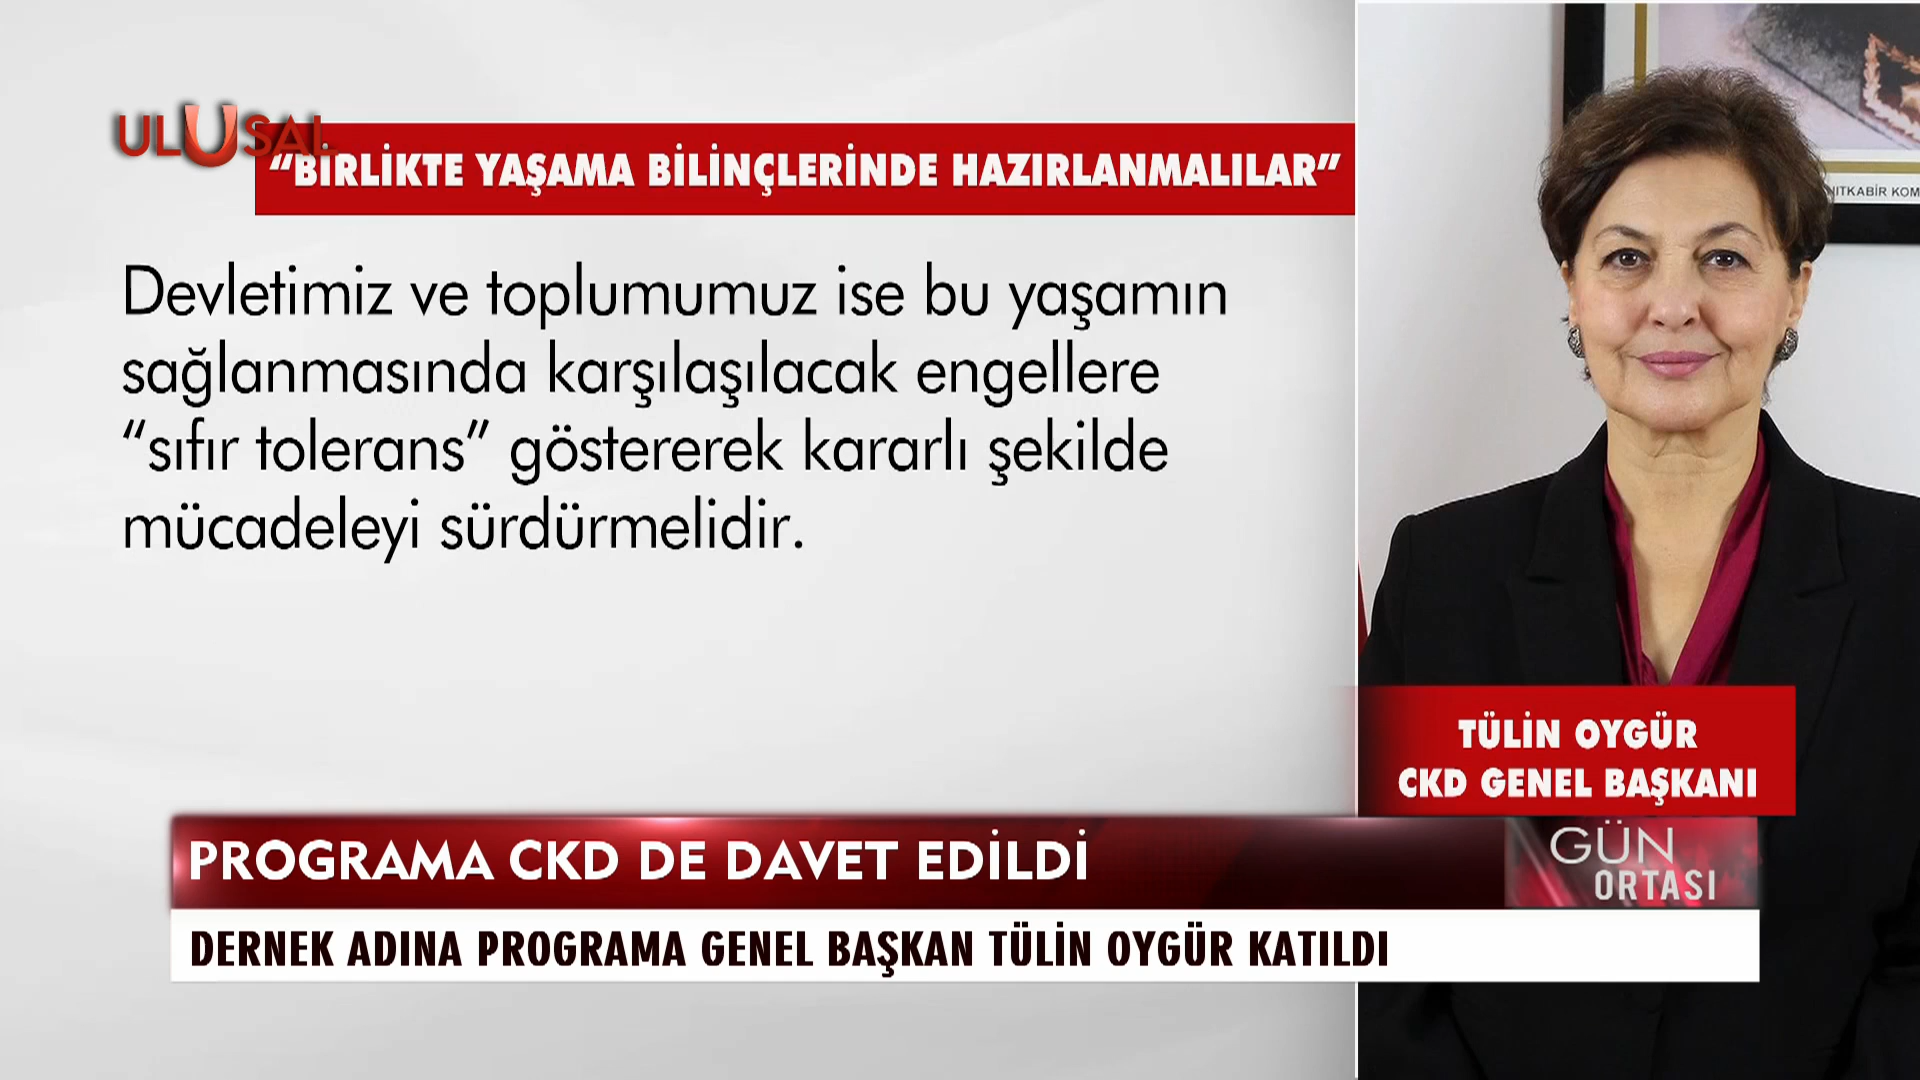 ULUSAL
“BİRLİKTE YAŞAMA BİLİNÇLERİNDE HAZIRLANMALILAR”
Devletimiz ve toplumumuz ise bu yaşamın
sağlanmasında karşılaşılacak engellere
“sıfır tolerans” göstererek kararlı şekilde
mücadeleyi sürdürmelidir.
NITKABİR KOM
TÜLİN OYGÜR
CKD GENEL BAŞKANI
PROGRAMA CKD DE DAVET EDİLDİ
GÜN
ORTASI
DERNEK ADINA PROGRAMA GENEL BAŞKAN TÜLİN OYGÜR KATILDI